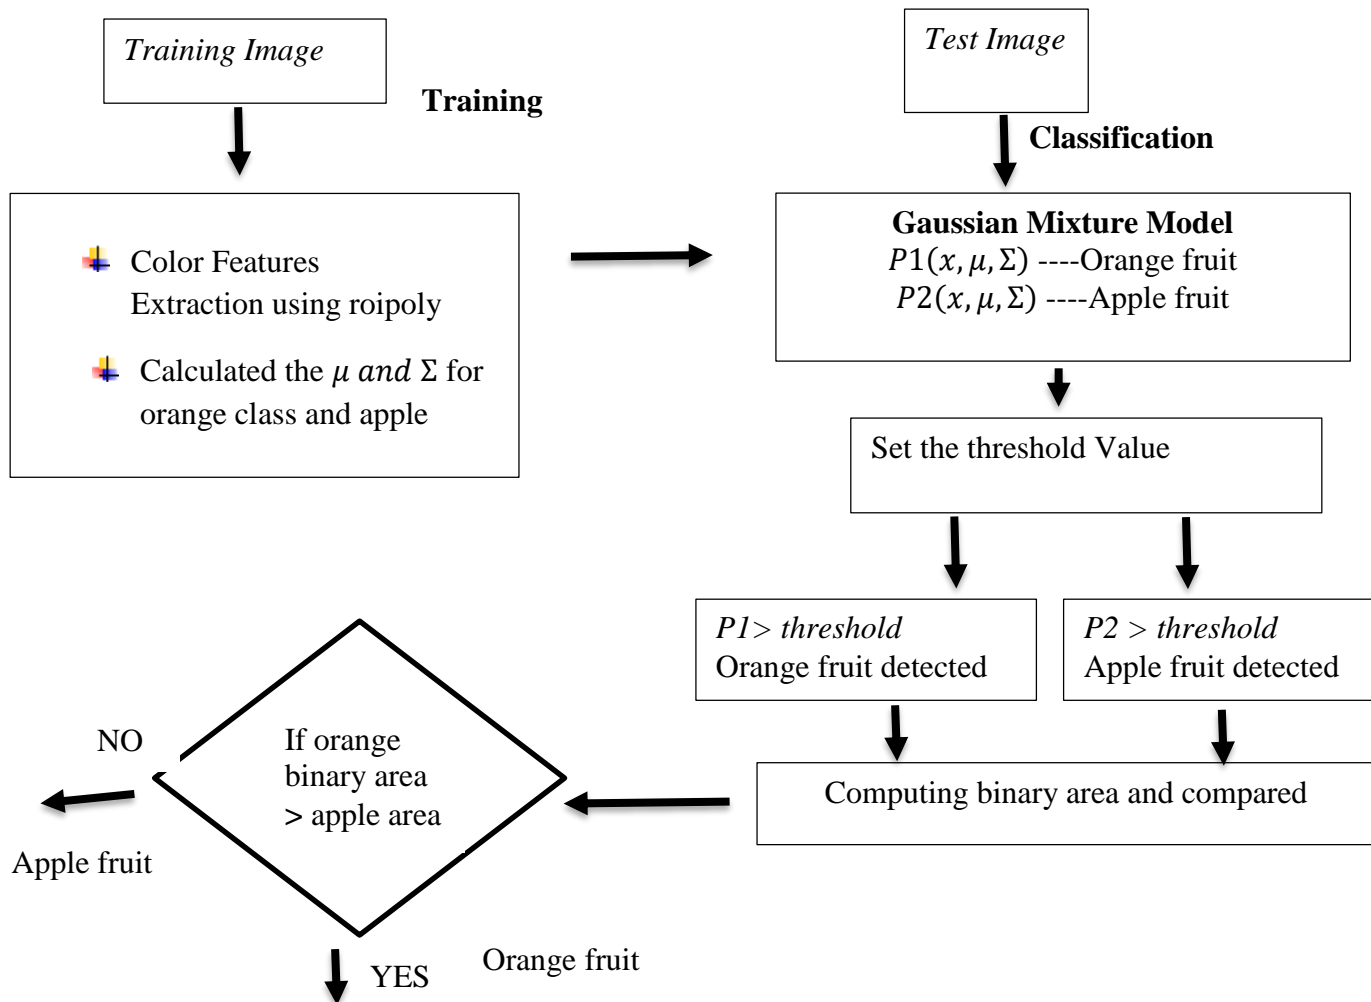 Training Image
Training
Color Features
Extraction using roipoly
Calculated the 𝜇 𝑎𝑛𝑑 Σ for
orange class and apple
Test Image
Classification
Gaussian Mixture Model
𝑃1(𝑥, 𝜇, Σ) ----Orange fruit
𝑃2(𝑥, 𝜇, Σ) ----Apple fruit
Set the threshold Value
P1> threshold
Orange fruit detected
P2 > threshold
Apple fruit detected
Computing binary area and compared
If orange
binary area
> apple area
NO
Apple fruit
YES
Orange fruit